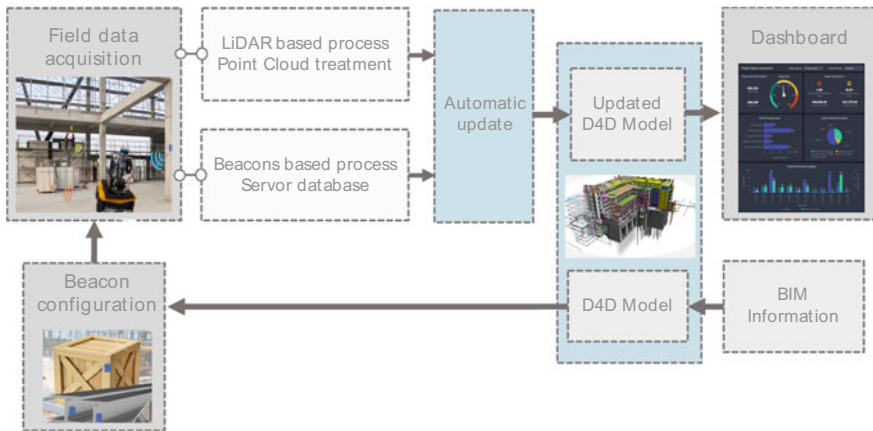 Field data
acquisition
LiDAR based process
Point Cloud treatment
Beacons based process
Servor database
Automatic
update
Updated
D4D Model
Dashboard
Beacon
configuration
D4D Model
BIM
Information